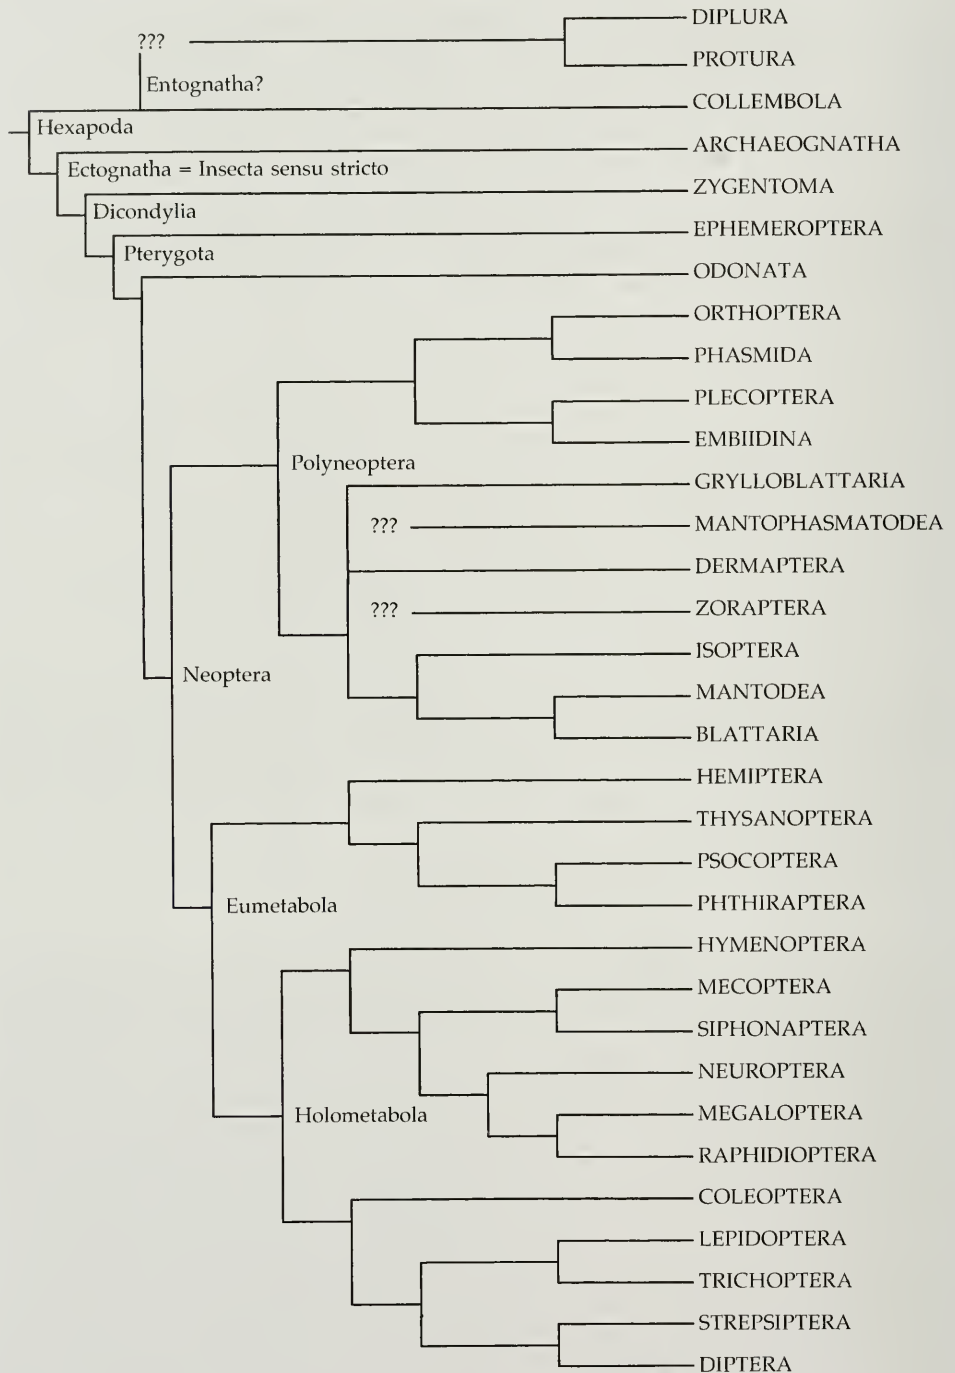 DIPLURA
???
PROTURA
Entognatha?
COLLEMBOLA
Hexapoda
ARCHAEOGNATHA
Ectognatha = Insecta sensu stricto
ZYGENTOMA
Dicondylia
EPHEMEROPTERA
Pterygota
ODONATA
ORTHOPTERA
PHASMIDA
PLECOPTERA
EMBIIDINA
Polyneoptera
GRYLLOBLATTARIA
??? MANTOPHASMATODEA
DERMAPTERA
??? ZORAPTERA
ISOPTERA
Neoptera
MANTODEA
BLATTARIA
HEMIPTERA
THYSANOPTERA
PSOCOPTERA
Eumetabola
PHTHIRAPTERA
HYMENOPTERA
MECOPTERA
SIPHONAPTERA
NEUROPTERA
Holometabola
MEGALOPTERA
RAPHIDIOPTERA
COLEOPTERA
LEPIDOPTERA
TRICHOPTERA
STREPSIPTERA
DIPTERA